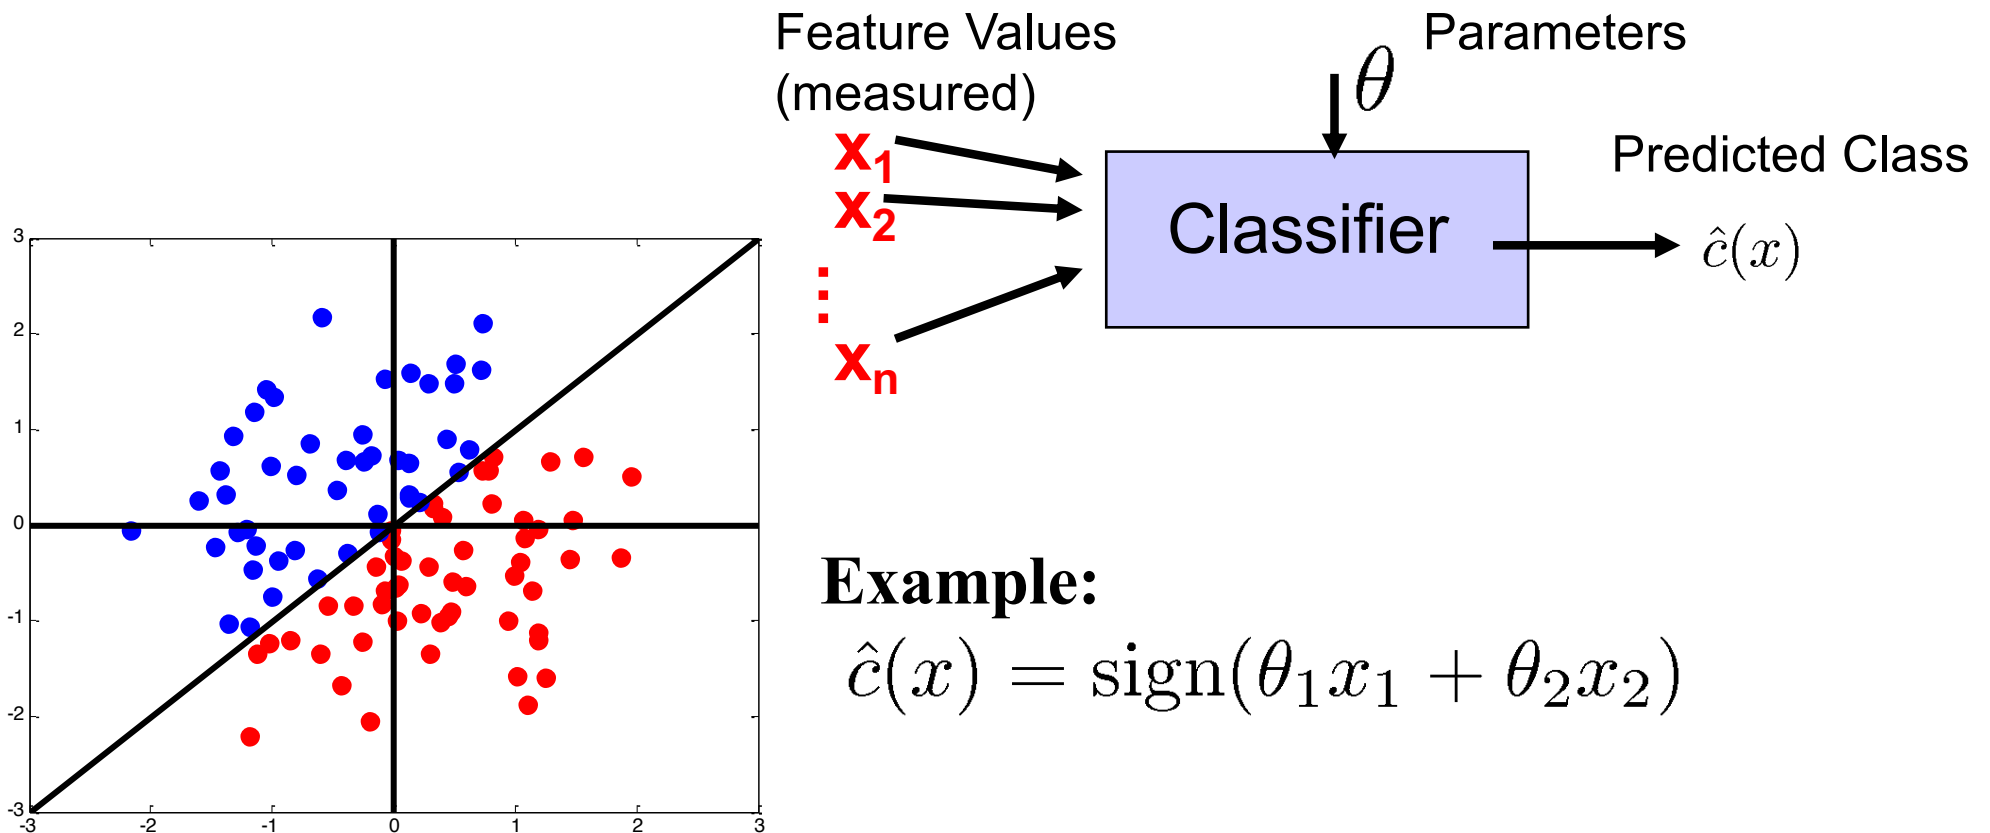 Feature Values
(measured)
Parameters
θ
x₁
x₂
⋮
xₙ
Classifier
Predicted Class
ĉ(x)
3
2
1
0
-1
-2
-3
-3 -2 -1 0 1 2 3
Example:
ĉ(x) = sign(θ₁x₁ + θ₂x₂)